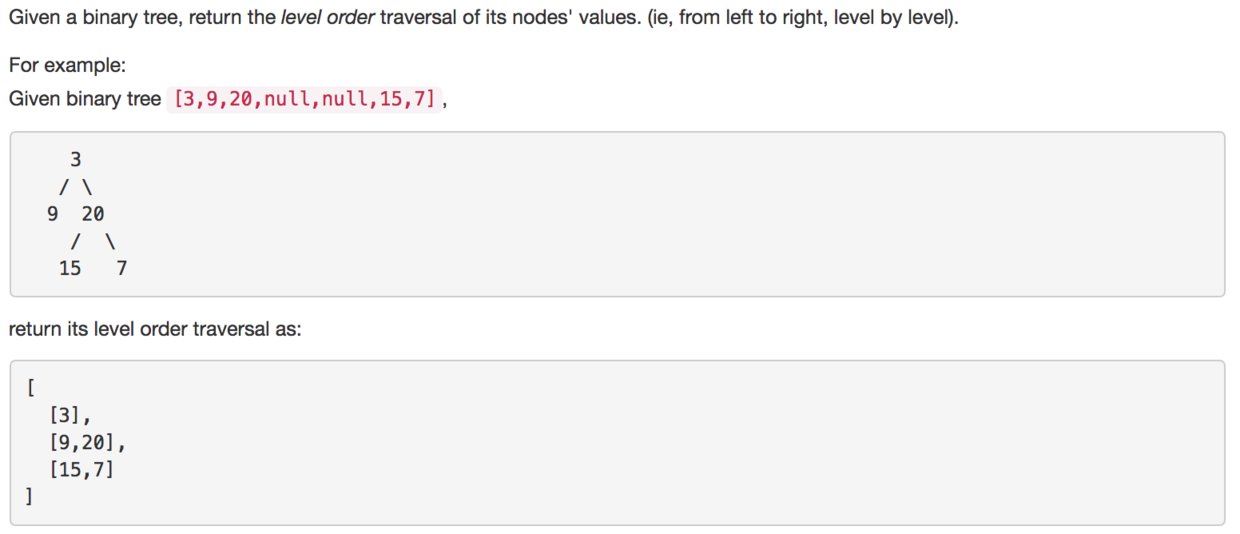 Given a binary tree, return the level order traversal of its nodes' values. (ie, from left to right, level by level).
For example:
Given binary tree [3,9,20,null,null,15,7],
3
/ \
9 20
/ \
15 7
return its level order traversal as:
[
[3],
[9,20],
[15,7]
]